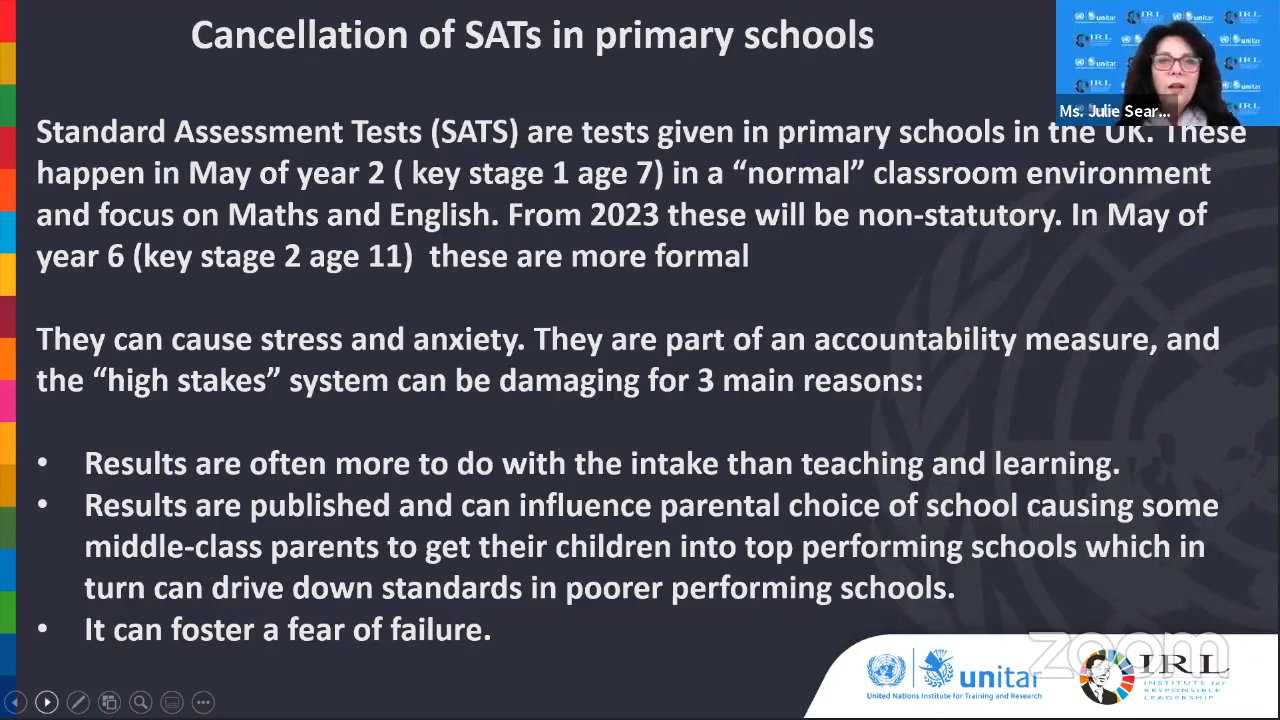 Cancellation of SATs in primary schools
Ms. Julie Sear...
Standard Assessment Tests (SATS) are tests given in primary schools in the UK. These
happen in May of year 2 ( key stage 1 age 7) in a “normal” classroom environment
and focus on Maths and English. From 2023 these will be non-statutory. In May of
year 6 (key stage 2 age 11)  these are more formal
They can cause stress and anxiety. They are part of an accountability measure, and
the “high stakes” system can be damaging for 3 main reasons:
• Results are often more to do with the intake than teaching and learning.
• Results are published and can influence parental choice of school causing some
middle-class parents to get their children into top performing schools which in
turn can drive down standards in poorer performing schools.
• It can foster a fear of failure.
zoom
unitar
United Nations Institute for Training and Research
IRL
INSTITUTE for
RESPONSIBLE
LEADERSHIP